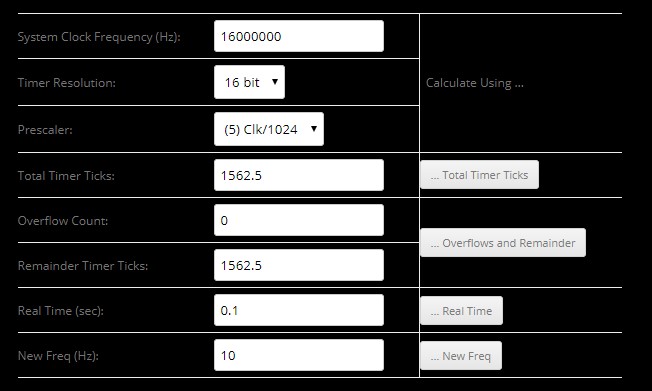 System Clock Frequency (Hz): 16000000
Timer Resolution: 16 bit Calculate Using ...
Prescaler: (5) Clk/1024
Total Timer Ticks: 1562.5 ... Total Timer Ticks
Overflow Count: 0
... Overflows and Remainder
Remainder Timer Ticks: 1562.5
Real Time (sec): 0.1 ... Real Time
New Freq (Hz): 10 ... New Freq